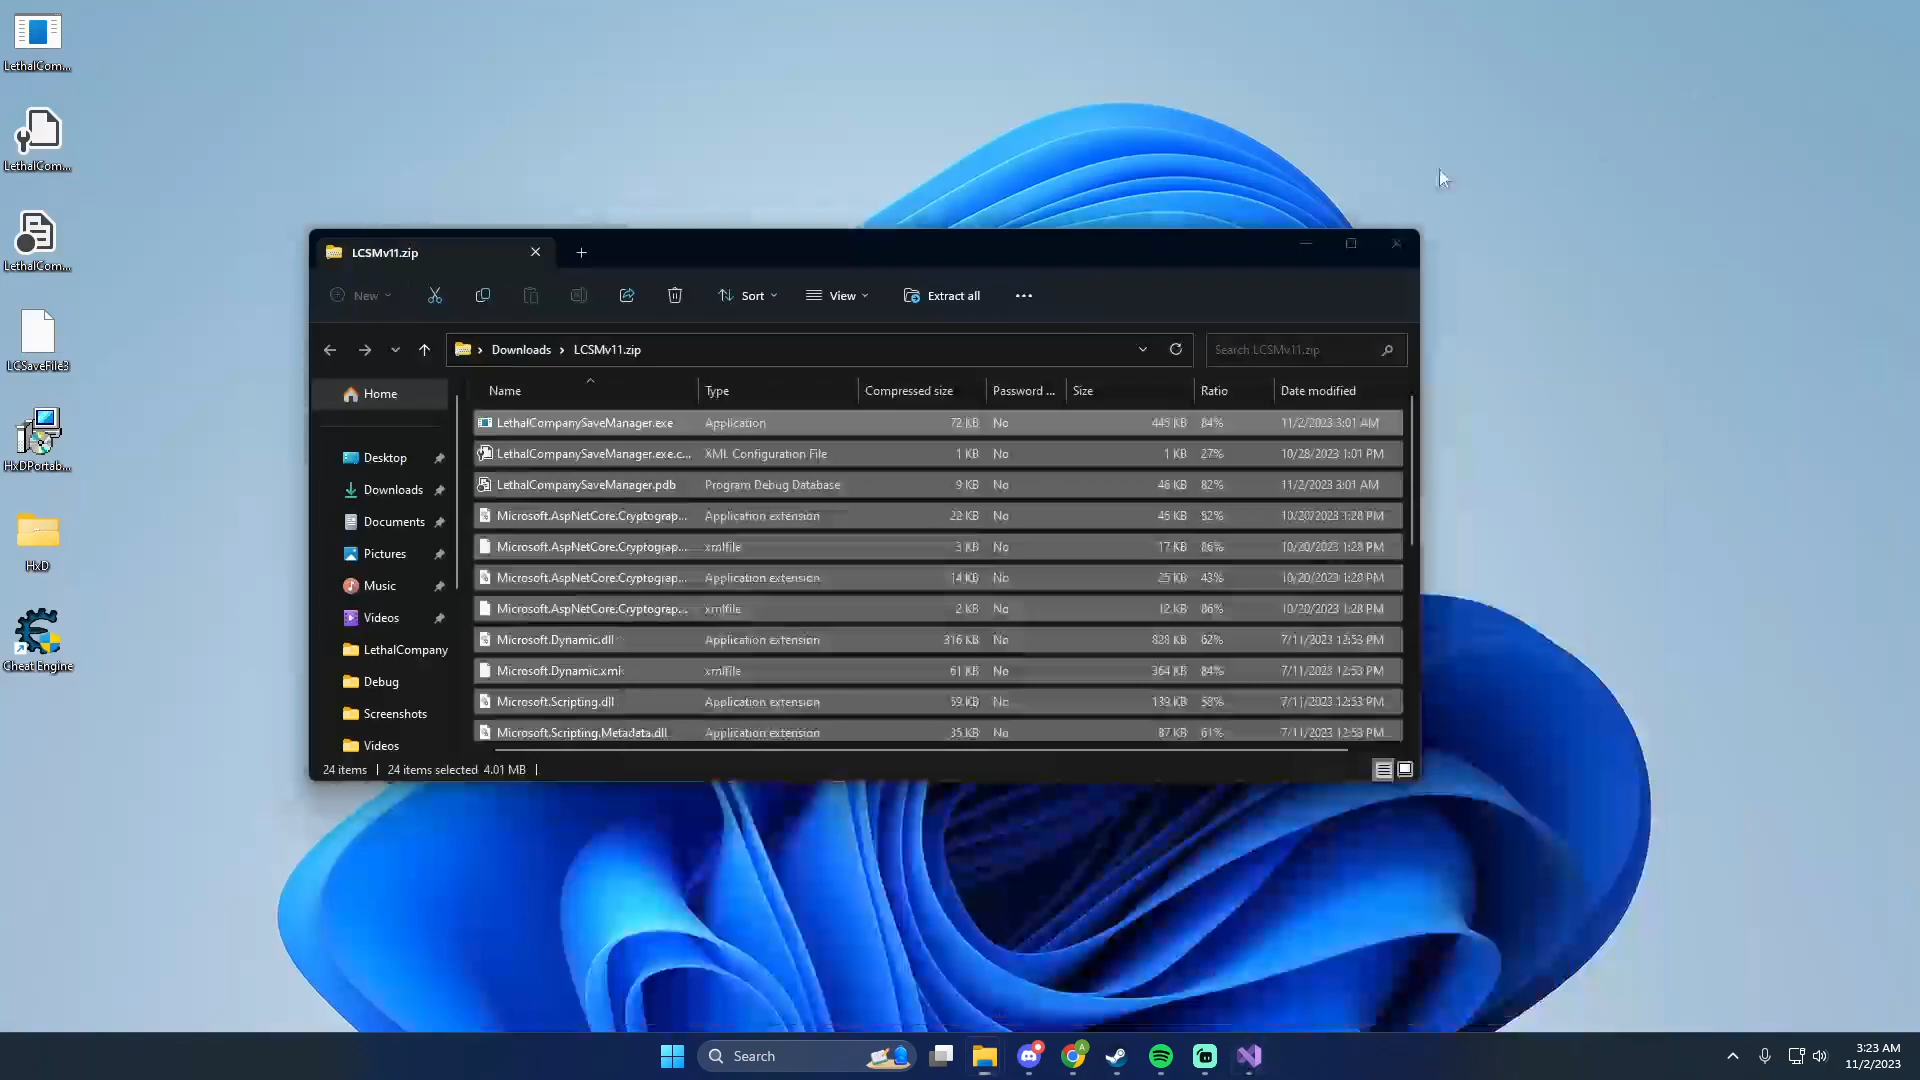 LethalCom...
LethalCom...
LethalCom...
LCSaveFile3
HxDPortab...
HxD
Cheat Engine
LCSMv11.zip
New
Sort
View
Extract all
Downloads
LCSMv11.zip
Search LCSMv11.zip
Home
Desktop
Downloads
Documents
Pictures
Music
Videos
LethalCompany
Debug
Screenshots
Videos
Name Type Compressed size Password ... Size Ratio Date modified
LethalCompanySaveManager.exe Application 72 KB No 445 KB 84% 11/2/2023 3:01 AM
LethalCompanySaveManager.exe.c... XML Configuration File 1 KB No 1 KB 27% 10/28/2023 1:01 PM
LethalCompanySaveManager.pdb Program Debug Database 9 KB No 46 KB 82% 11/2/2023 3:01 AM
Microsoft.AspNetCore.Cryptograp... Application extension 22 KB No 45 KB 52% 10/20/2023 1:28 PM
Microsoft.AspNetCore.Cryptograp... xmlfile 3 KB No 17 KB 86% 10/20/2023 1:28 PM
Microsoft.AspNetCore.Cryptograp... Application extension 14 KB No 25 KB 43% 10/20/2023 1:28 PM
Microsoft.AspNetCore.Cryptograp... xmlfile 2 KB No 12 KB 86% 10/20/2023 1:28 PM
Microsoft.Dynamic.dll Application extension 316 KB No 828 KB 62% 7/11/2023 12:53 PM
Microsoft.Dynamic.xml xmlfile 61 KB No 364 KB 84% 7/11/2023 12:53 PM
Microsoft.Scripting.dll Application extension 59 KB No 139 KB 58% 7/11/2023 12:53 PM
Microsoft.Scripting.Metadata.dll Application extension 35 KB No 87 KB 61% 7/11/2023 12:53 PM
24 items 24 items selected 4.01 MB
Search
A
3:23 AM
11/2/2023